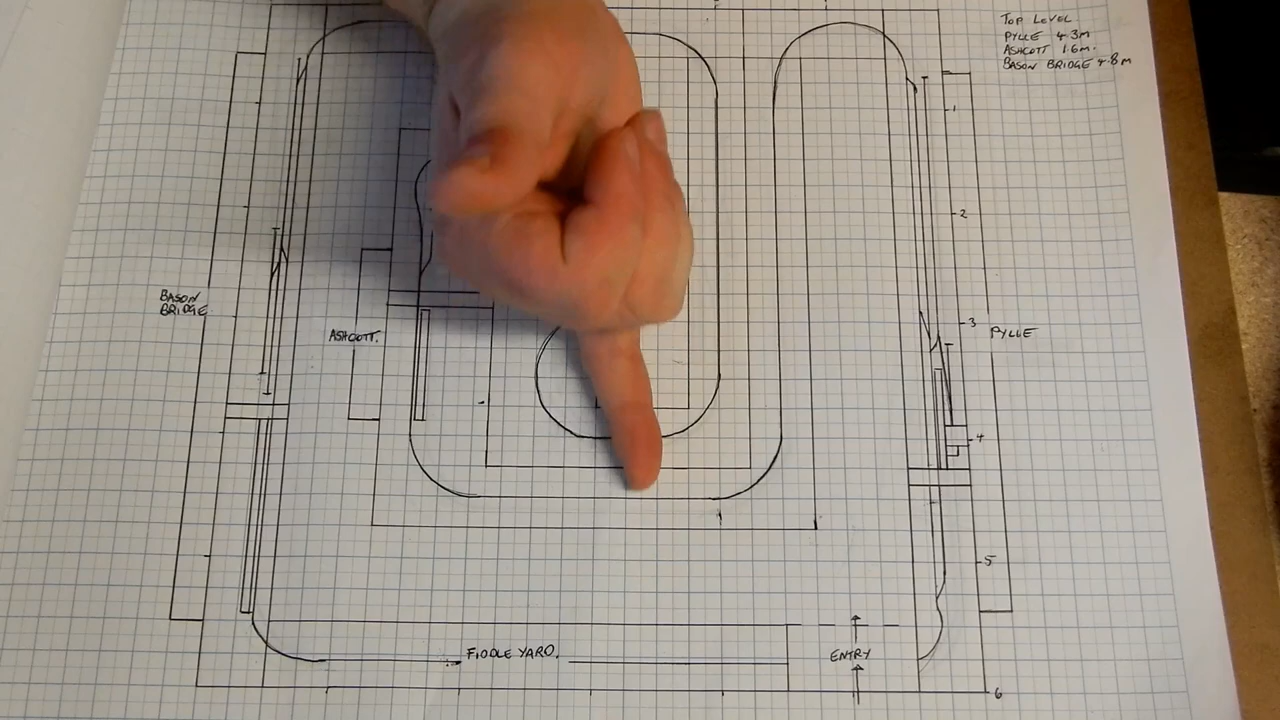 TOP LEVEL.
PYLLE 4.3M
ASHCOTT 1.6M.
BASON BRIDGE 4.8M
1
2
BASON
BRIDGE.
ASHCOTT.
3
PYLLE
4
5
FIDDLE YARD.
ENTRY
6